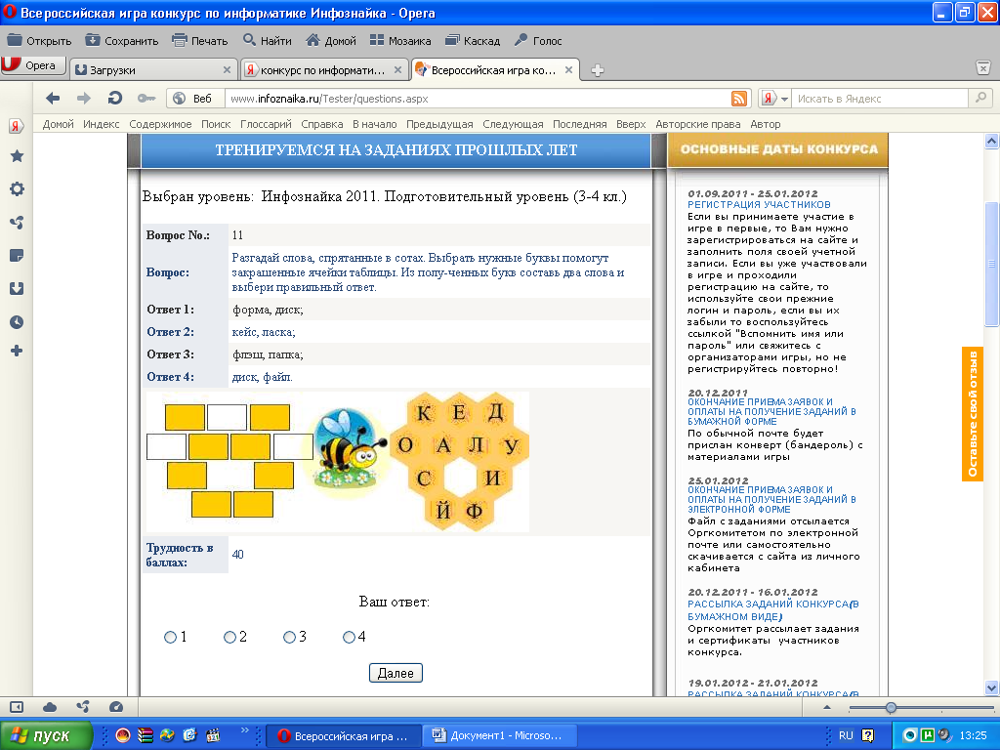 Всероссийская игра конкурс по информатике Инфознайка - Opera
Открыть Сохранить Печать Найти Домой Мозаика Каскад Голос
Opera Загрузки конкурс по информати... Всероссийская игра ко...
Веб www.infoznaika.ru/Tester/questions.aspx Искать в Яндекс
Домой Индекс Содержимое Поиск Глоссарий Справка В начало Предыдущая Следующая Последняя Вверх Авторские права Автор
ТРЕНИРУЕМСЯ НА ЗАДАНИЯХ ПРОШЛЫХ ЛЕТ
Выбран уровень: Инфознайка 2011. Подготовительный уровень (3-4 кл.)
Вопрос No.: 11
Вопрос: Разгадай слова, спрятанные в сотах. Выбрать нужные буквы помогут
закрашенные ячейки таблицы. Из полу-ченных букв составь два слова и
выбери правильный ответ.
Ответ 1: форма, диск;
Ответ 2: кейс, ласка;
Ответ 3: флэш, папка;
Ответ 4: диск, файл.
К Е Д
О А Л У
С И
Й Ф
Трудность в
баллах: 40
Ваш ответ:
1 2 3 4
Далее
ОСНОВНЫЕ ДАТЫ КОНКУРСА
01.09.2011 - 25.01.2012
РЕГИСТРАЦИЯ УЧАСТНИКОВ
Если вы принимаете участие в
игре в первые, то Вам нужно
зарегистрироваться на сайте и
заполнить поля своей учетной
записи. Если вы уже участвовали
в игре и проходили
регистрацию на сайте, то
используйте свои прежние
логин и пароль, если вы их
забыли то воспользуйтесь
ссылкой "Вспомнить имя или
пароль" или свяжитесь с
организаторами игры, но не
регистрируйтесь повторно!
20.12.2011
ОКОНЧАНИЕ ПРИЕМА ЗАЯВОК И
ОПЛАТЫ НА ПОЛУЧЕНИЕ ЗАДАНИЙ В
БУМАЖНОЙ ФОРМЕ
По обычной почте будет
прислан конверт (бандероль) с
материалами игры
25.01.2012
ОКОНЧАНИЕ ПРИЕМА ЗАЯВОК И
ОПЛАТЫ НА ПОЛУЧЕНИЕ ЗАДАНИЙ В
ЭЛЕКТРОННОЙ ФОРМЕ
Файл с заданиями отсылается
Оргкомитетом по электронной
почте или самостоятельно
скачивается с сайта из личного
кабинета
20.12.2011 - 16.01.2012
РАССЫЛКА ЗАДАНИЙ КОНКУРСА(В
БУМАЖНОМ ВИДЕ)
Оргкомитет рассылает задания
и сертификаты участников
конкурса.
19.01.2012 - 21.01.2012
РАССЫЛКА ЗАДАНИЙ КОНКУРСА(В
Оставьте свой отзыв
пуск Всероссийская игра ... Документ1 - Microso... RU 13:25